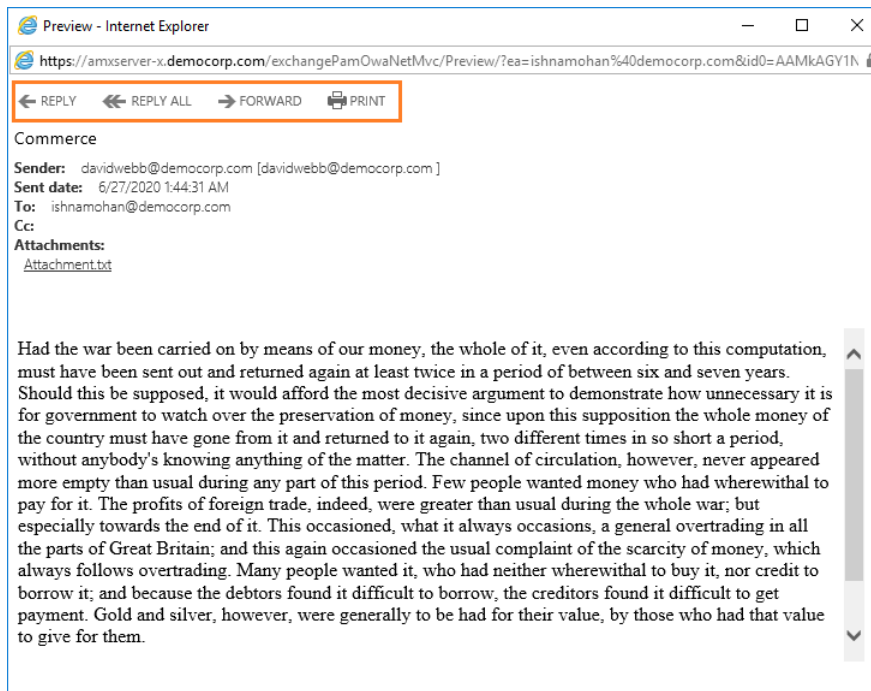 Preview - Internet Explorer
https://amxserver-x.democorp.com/exchangePamOwaNetMvc/Preview/?ea=ishnamohan%40democorp.com&id0=AAMkAGY1N
REPLY REPLY ALL FORWARD PRINT
Commerce
Sender: davidwebb@democorp.com [davidwebb@democorp.com ]
Sent date: 6/27/2020 1:44:31 AM
To: ishnamohan@democorp.com
Cc:
Attachments:
Attachment.txt
Had the war been carried on by means of our money, the whole of it, even according to this computation,
must have been sent out and returned again at least twice in a period of between six and seven years.
Should this be supposed, it would afford the most decisive argument to demonstrate how unnecessary it is
for government to watch over the preservation of money, since upon this supposition the whole money of
the country must have gone from it and returned to it again, two different times in so short a period,
without anybody's knowing anything of the matter. The channel of circulation, however, never appeared
more empty than usual during any part of this period. Few people wanted money who had wherewithal to
pay for it. The profits of foreign trade, indeed, were greater than usual during the whole war; but
especially towards the end of it. This occasioned, what it always occasions, a general overtrading in all
the parts of Great Britain; and this again occasioned the usual complaint of the scarcity of money, which
always follows overtrading. Many people wanted it, who had neither wherewithal to buy it, nor credit to
borrow it; and because the debtors found it difficult to borrow, the creditors found it difficult to get
payment. Gold and silver, however, were generally to be had for their value, by those who had that value
to give for them.